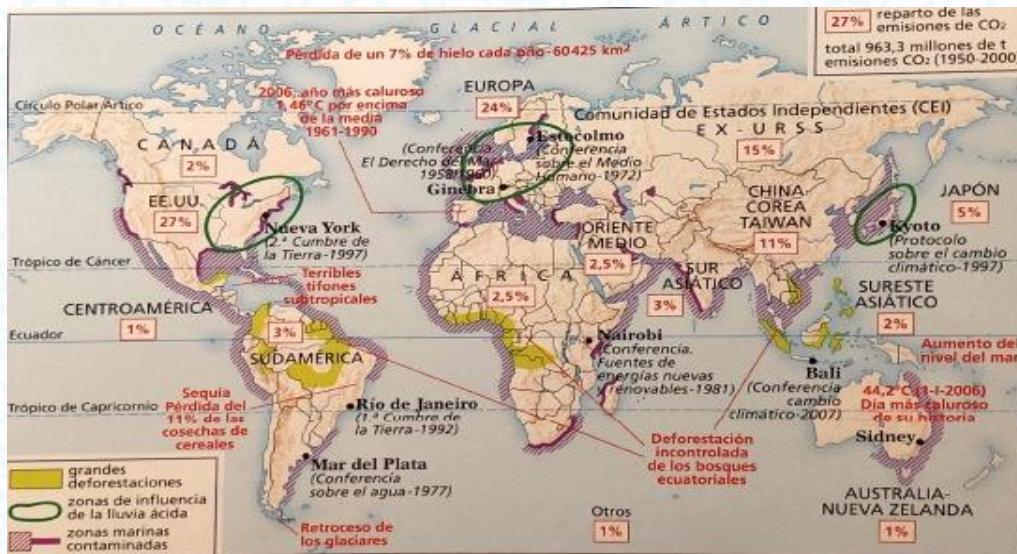 OCÉANO GLACIAL ÁRTICO
27% reparto de las
emisiones de CO₂
total 963,3 millones de t
emisiones CO₂ (1950-2000)
Pérdida de un 7% de hielo cada año-60425 km²
2006, año más caluroso
1,46°C por encima
de la media
1961-1990
EUROPA
24%
Círculo Polar Ártico
Comunidad de Estados Independientes (CEI)
EX-URSS
15%
CANADÁ
2%
Estocolmo
(Conferencia
sobre el Medio
Humano-1972)
(Conferencia
El Derecho del Mar
1958/1960)
Ginebra
EE.UU.
27%
Nueva York
(2.ª Cumbre de
la Tierra-1997)
CHINA-
COREA
TAIWAN
11%
JAPÓN
5%
Kyoto
(Protocolo
sobre el cambio
climático-1997)
ORIENTE
MEDIO
2,5%
Trópico de Cáncer
Terribles
tifones
subtropicales
ÁFRICA
2,5%
SUR
ASIÁTICO
3%
SURESTE
ASIÁTICO
2%
CENTROAMÉRICA
1%
Ecuador
3%
SUDAMÉRICA
Nairobi
(Conferencia.
Fuentes de
energías nuevas
y renovables-1981)
Aumento del
nivel del mar
Bali
(Conferencia
cambio
climático-2007)
44,2°C (1-I-2006)
Día más caluroso
de su historia
Sidney
Sequía
Pérdida del
11% de las
cosechas de
cereales
Trópico de Capricornio
Río de Janeiro
(1.ª Cumbre de
la Tierra-1992)
Mar del Plata
(Conferencia
sobre el agua-1977)
Deforestación
incontrolada
de los bosques
ecuatoriales
Retroceso de
los glaciares
Otros
1%
AUSTRALIA-
NUEVA ZELANDA
1%
grandes
deforestaciones
zonas de influencia
de la lluvia ácida
zonas marinas
contaminadas